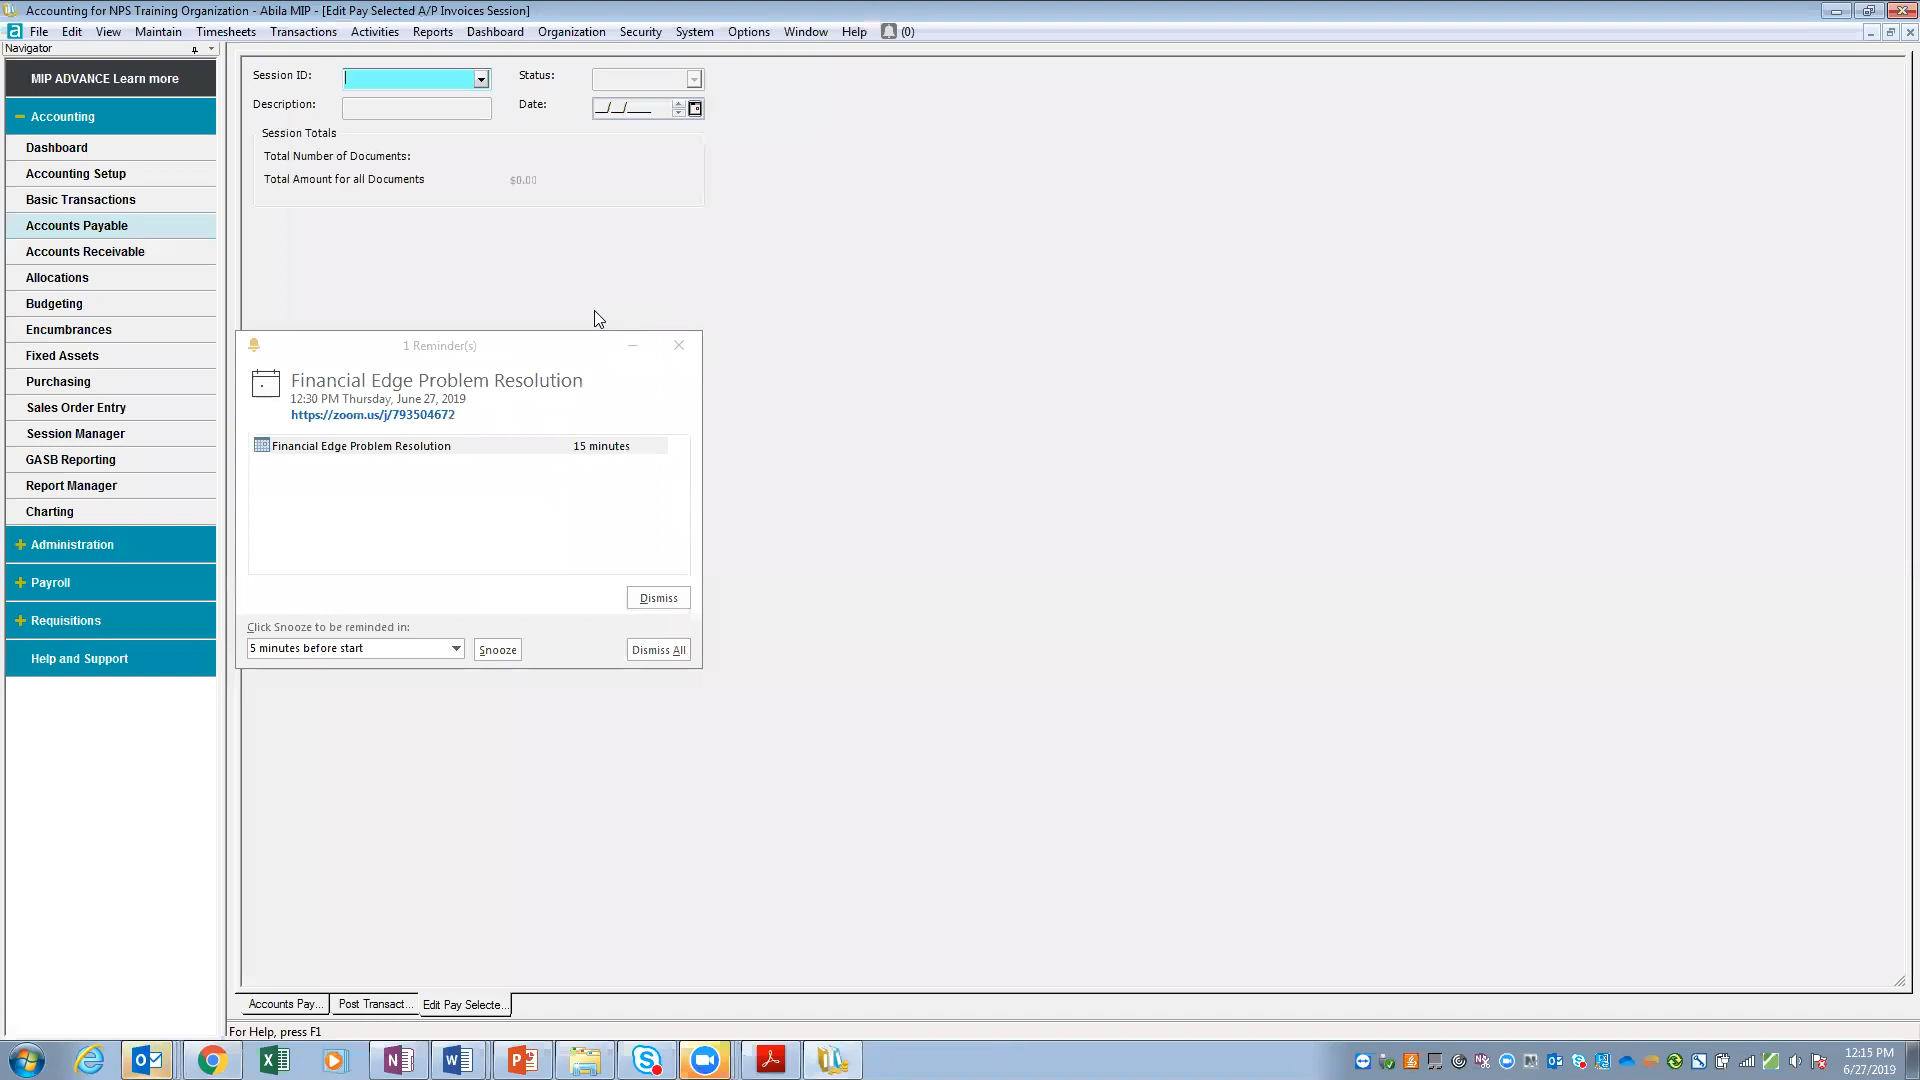 Accounting for NPS Training Organization - Abila MIP - [Edit Pay Selected A/P Invoices Session]
File Edit View Maintain Timesheets Transactions Activities Reports Dashboard Organization Security System Options Window Help (0)
Navigator
MIP ADVANCE Learn more
Accounting
Dashboard
Accounting Setup
Basic Transactions
Accounts Payable
Accounts Receivable
Allocations
Budgeting
Encumbrances
Fixed Assets
Purchasing
Sales Order Entry
Session Manager
GASB Reporting
Report Manager
Charting
Administration
Payroll
Requisitions
Help and Support
Session ID: Status:
Description: Date: __/__/____
Session Totals
Total Number of Documents:
Total Amount for all Documents $0.00
1 Reminder(s)
Financial Edge Problem Resolution
12:30 PM Thursday, June 27, 2019
https://zoom.us/j/793504672
Financial Edge Problem Resolution 15 minutes
Dismiss
Click Snooze to be reminded in:
5 minutes before start Snooze Dismiss All
Accounts Pay... Post Transact... Edit Pay Selecte...
For Help, press F1
12:15 PM
6/27/2019